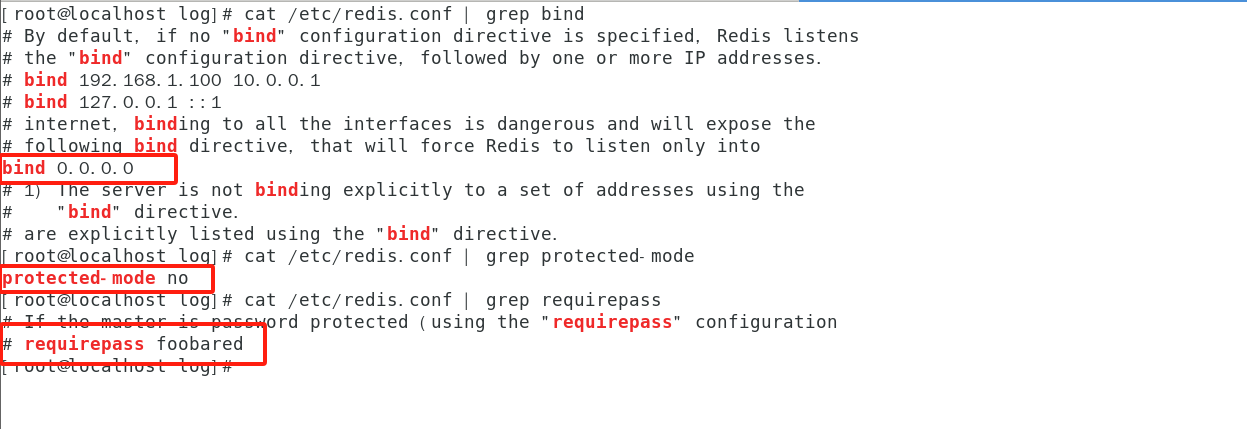 [root@localhost log]# cat /etc/redis.conf | grep bind
# By default, if no "bind" configuration directive is specified, Redis listens
# the "bind" configuration directive, followed by one or more IP addresses.
# bind 192.168.1.100 10.0.0.1
# bind 127.0.0.1 ::1
# internet, binding to all the interfaces is dangerous and will expose the
# following bind directive, that will force Redis to listen only into
bind 0.0.0.0
# 1) The server is not binding explicitly to a set of addresses using the
#    "bind" directive.
# are explicitly listed using the "bind" directive.
[root@localhost log]# cat /etc/redis.conf | grep protected-mode
protected-mode no
[root@localhost log]# cat /etc/redis.conf | grep requirepass
# If the master is password protected (using the "requirepass" configuration
# requirepass foobared
[root@localhost log]#